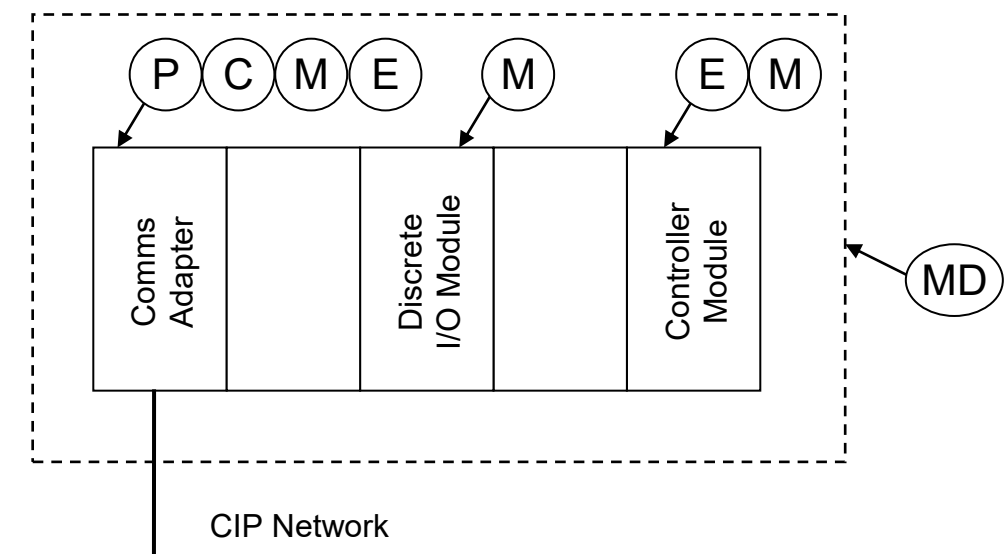 P C M E M E M
Comms
Adapter
Discrete
I/O Module
Controller
Module
MD
CIP Network